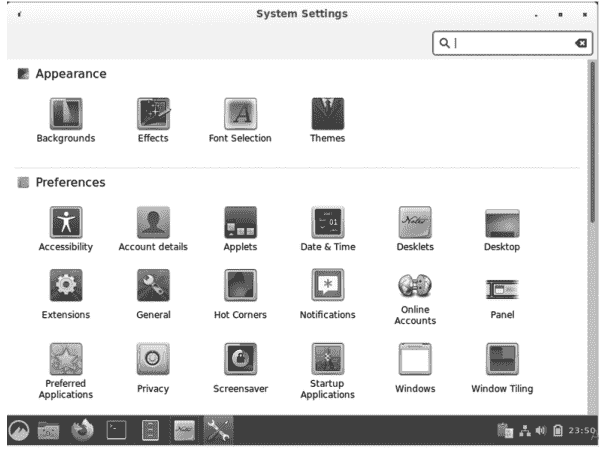 System Settings
Appearance
Backgrounds
Effects
Font Selection
Themes
Preferences
Accessibility
Account details
Applets
Date & Time
Desklets
Desktop
Extensions
General
Hot Corners
Notifications
Online
Accounts
Panel
Preferred
Applications
Privacy
Screensaver
Startup
Applications
Windows
Window Tiling
23:50